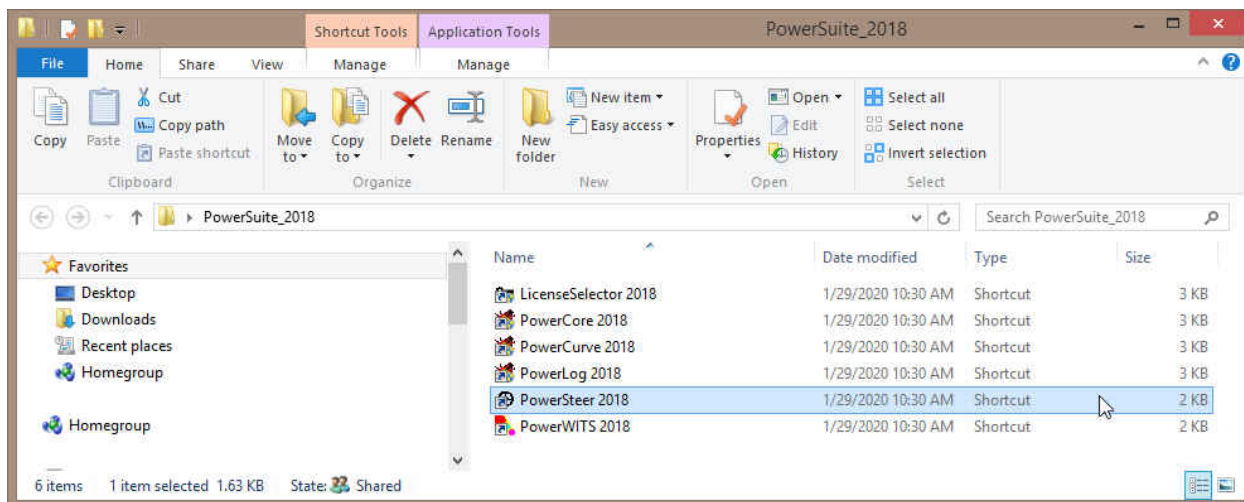 Shortcut Tools Application Tools PowerSuite_2018
File Home Share View Manage Manage
Copy
Paste
Cut
Copy path
Paste shortcut
Clipboard
Move to
Copy to
Delete
Rename
Organize
New folder
New item
Easy access
New
Properties
Open
Edit
History
Open
Select all
Select none
Invert selection
Select
PowerSuite_2018 Search PowerSuite_2018
Favorites
Desktop
Downloads
Recent places
Homegroup
Homegroup
Name Date modified Type Size
LicenseSelector 2018 1/29/2020 10:30 AM Shortcut 3 KB
PowerCore 2018 1/29/2020 10:30 AM Shortcut 3 KB
PowerCurve 2018 1/29/2020 10:30 AM Shortcut 3 KB
PowerLog 2018 1/29/2020 10:30 AM Shortcut 3 KB
PowerSteer 2018 1/29/2020 10:30 AM Shortcut 2 KB
PowerWITS 2018 1/29/2020 10:30 AM Shortcut 2 KB
6 items 1 item selected 1.63 KB State: Shared